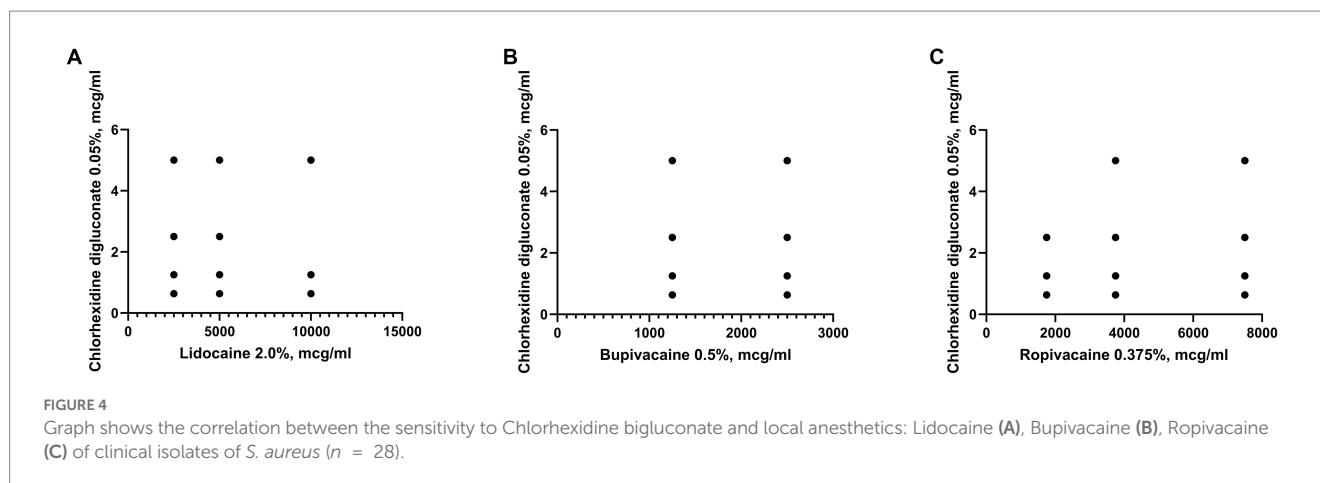 A
Chlorhexidine digluconate 0.05%, mcg/ml
6
4
2
0
0 5000 10000 15000
Lidocaine 2.0%, mcg/ml
B
Chlorhexidine digluconate 0.05%, mcg/ml
6
4
2
0
0 1000 2000 3000
Bupivacaine 0.5%, mcg/ml
C
Chlorhexidine digluconate 0.05%, mcg/ml
6
4
2
0
0 2000 4000 6000 8000
Ropivacaine 0.375%, mcg/ml
FIGURE 4
Graph shows the correlation between the sensitivity to Chlorhexidine bigluconate and local anesthetics: Lidocaine (A), Bupivacaine (B), Ropivacaine
(C) of clinical isolates of S. aureus (n = 28).